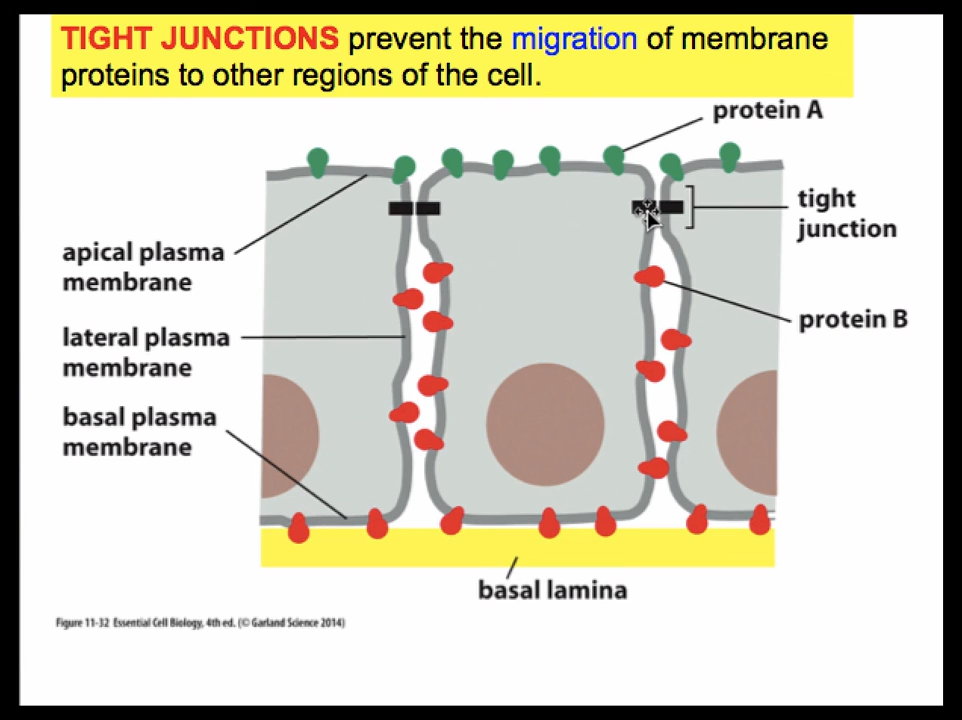 TIGHT JUNCTIONS prevent the migration of membrane
proteins to other regions of the cell.
protein A
tight
junction
apical plasma
membrane
protein B
lateral plasma
membrane
basal plasma
membrane
basal lamina
Figure 11-32 Essential Cell Biology, 4th ed. (© Garland Science 2014)